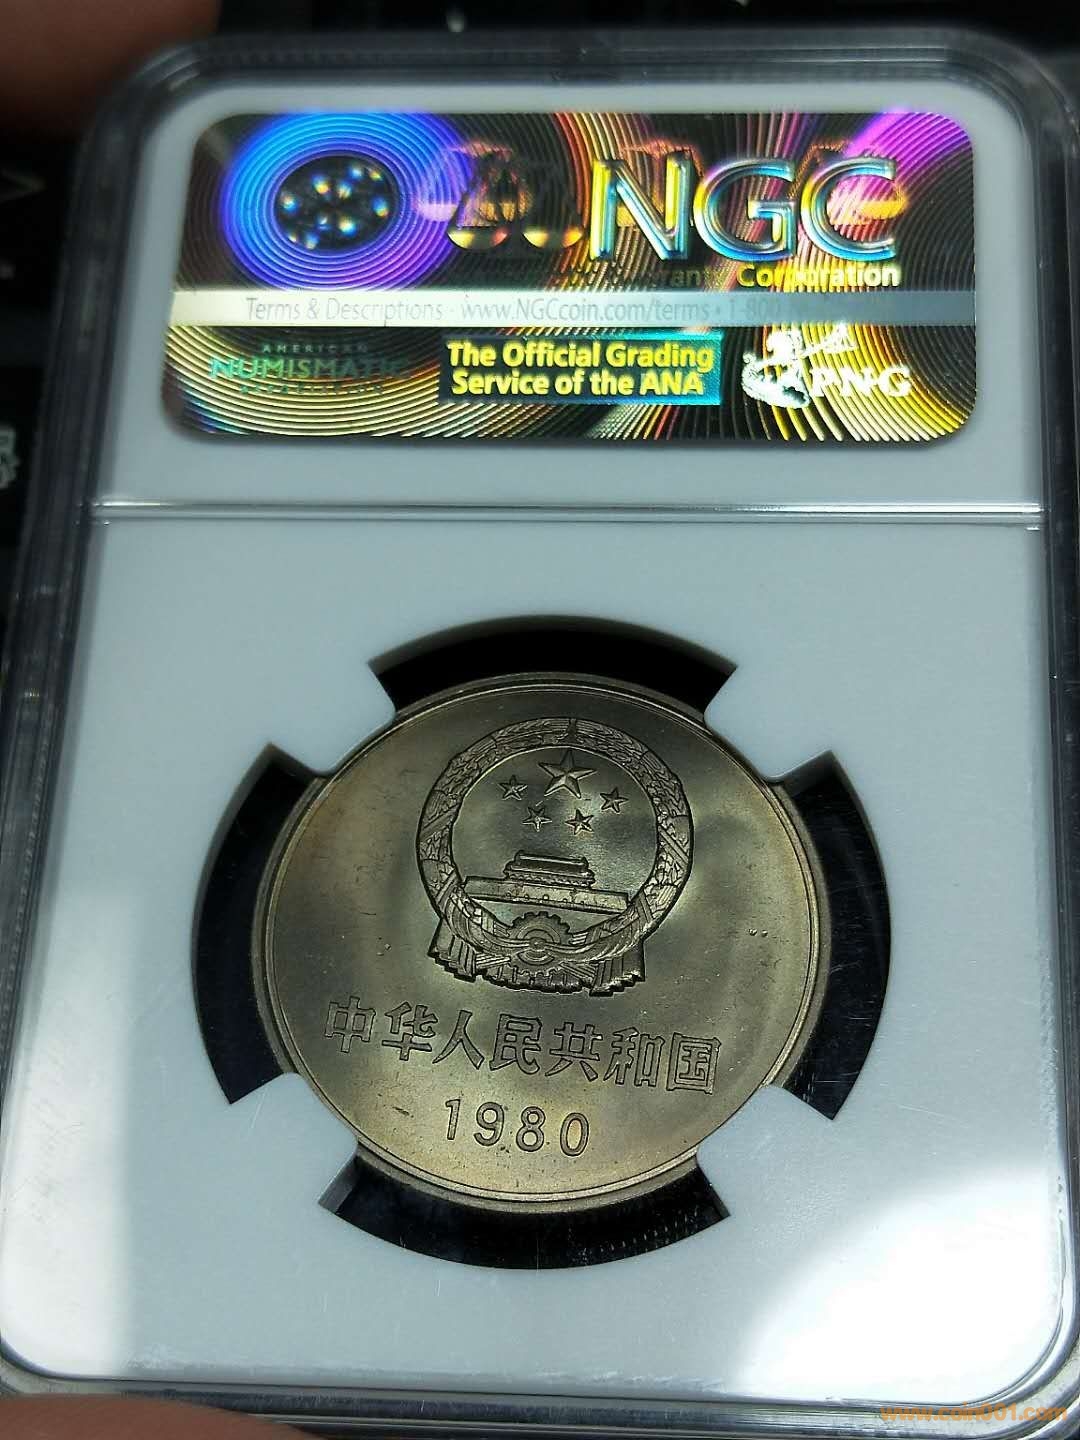 NGC
Corporation
Terms & Descriptions · www.NGCcoin.com/terms • 1-800
AMERICAN
NUMISMATIC
The Official Grading
Service of the ANA
PNG
中华人民共和国
1980
www.coin001.com